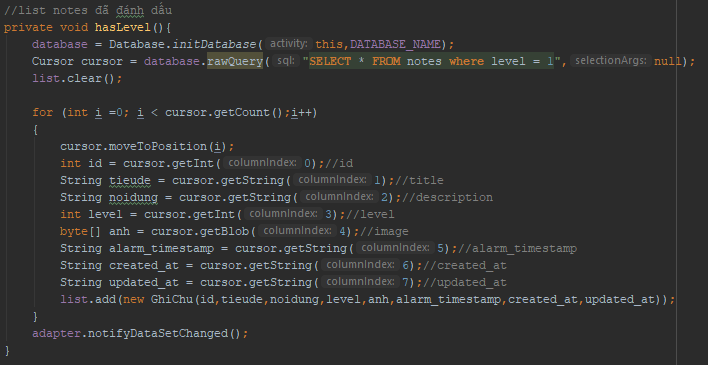 //list notes đã đánh dấu
private void hasLevel(){
database = Database.initDatabase( activity: this,DATABASE_NAME);
Cursor cursor = database.rawQuery( sql: "SELECT * FROM notes where level = 1", selectionArgs: null);
list.clear();
for (int i =0; i < cursor.getCount();i++)
{
cursor.moveToPosition(i);
int id = cursor.getInt( columnIndex: 0);//id
String tieude = cursor.getString( columnIndex: 1);//title
String noidung = cursor.getString( columnIndex: 2);//description
int level = cursor.getInt( columnIndex: 3);//level
byte[] anh = cursor.getBlob( columnIndex: 4);//image
String alarm_timestamp = cursor.getString( columnIndex: 5);//alarm_timestamp
String created_at = cursor.getString( columnIndex: 6);//created_at
String updated_at = cursor.getString( columnIndex: 7);//updated_at
list.add(new GhiChu(id,tieude,noidung,level,anh,alarm_timestamp,created_at,updated_at));
}
adapter.notifyDataSetChanged();
}